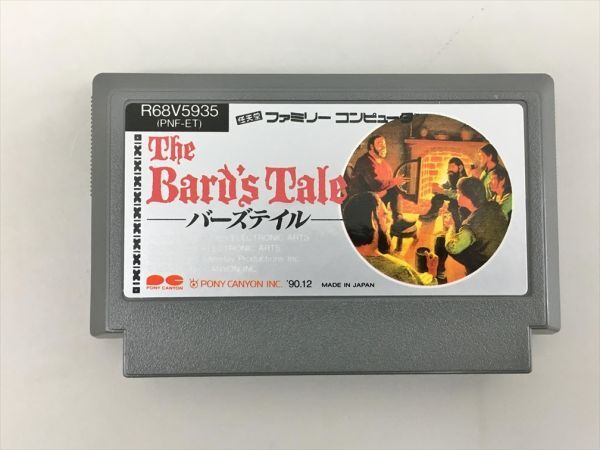 R68V5935
(PNF-ET)
任天堂 ファミリー コンピュータ
The
Bard's Tale
バーズテイル
ELECTRONIC ARTS
ELECTRONIC ARTS
Productions Inc.
CANYON INC.
PONY CANYON
PONY CANYON INC. '90.12
MADE IN JAPAN